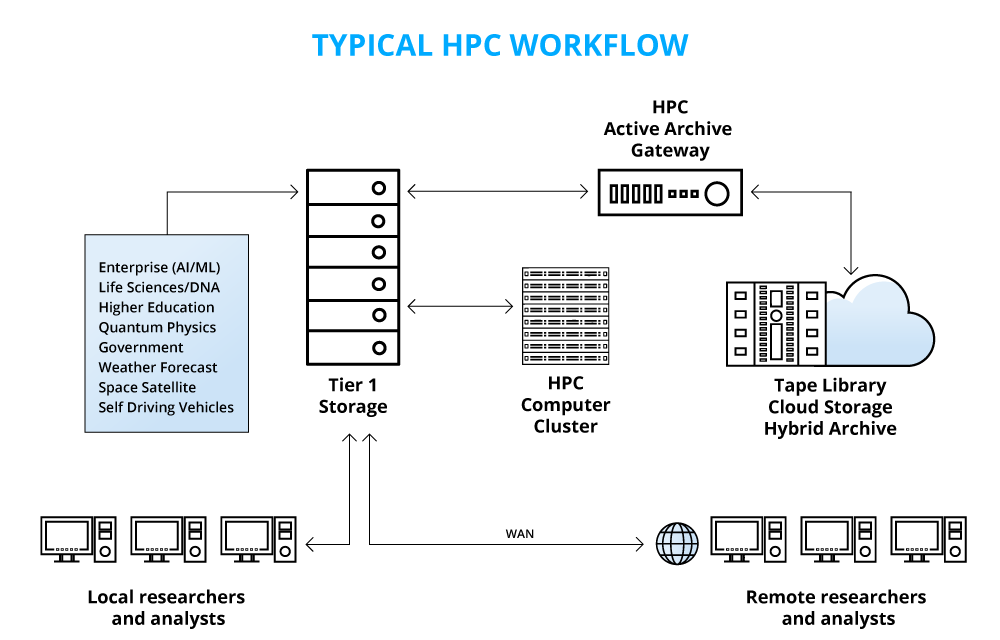 TYPICAL HPC WORKFLOW
HPC
Active Archive
Gateway
Enterprise (AI/ML)
Life Sciences/DNA
Higher Education
Quantum Physics
Government
Weather Forecast
Space Satellite
Self Driving Vehicles
Tier 1
Storage
HPC
Computer
Cluster
Tape Library
Cloud Storage
Hybrid Archive
WAN
Local researchers
and analysts
Remote researchers
and analysts